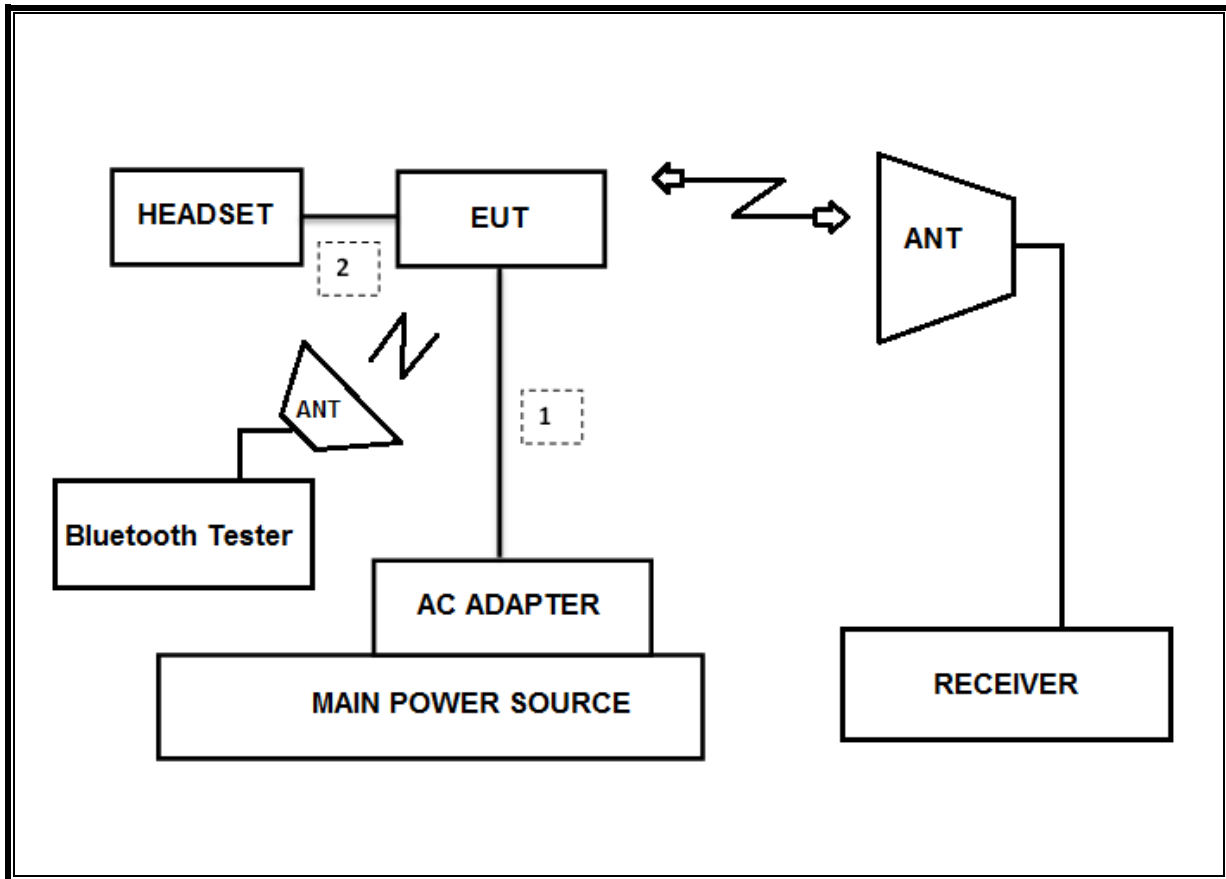 HEADSET
EUT
ANT
2
ANT
1
Bluetooth Tester
AC ADAPTER
MAIN POWER SOURCE
RECEIVER